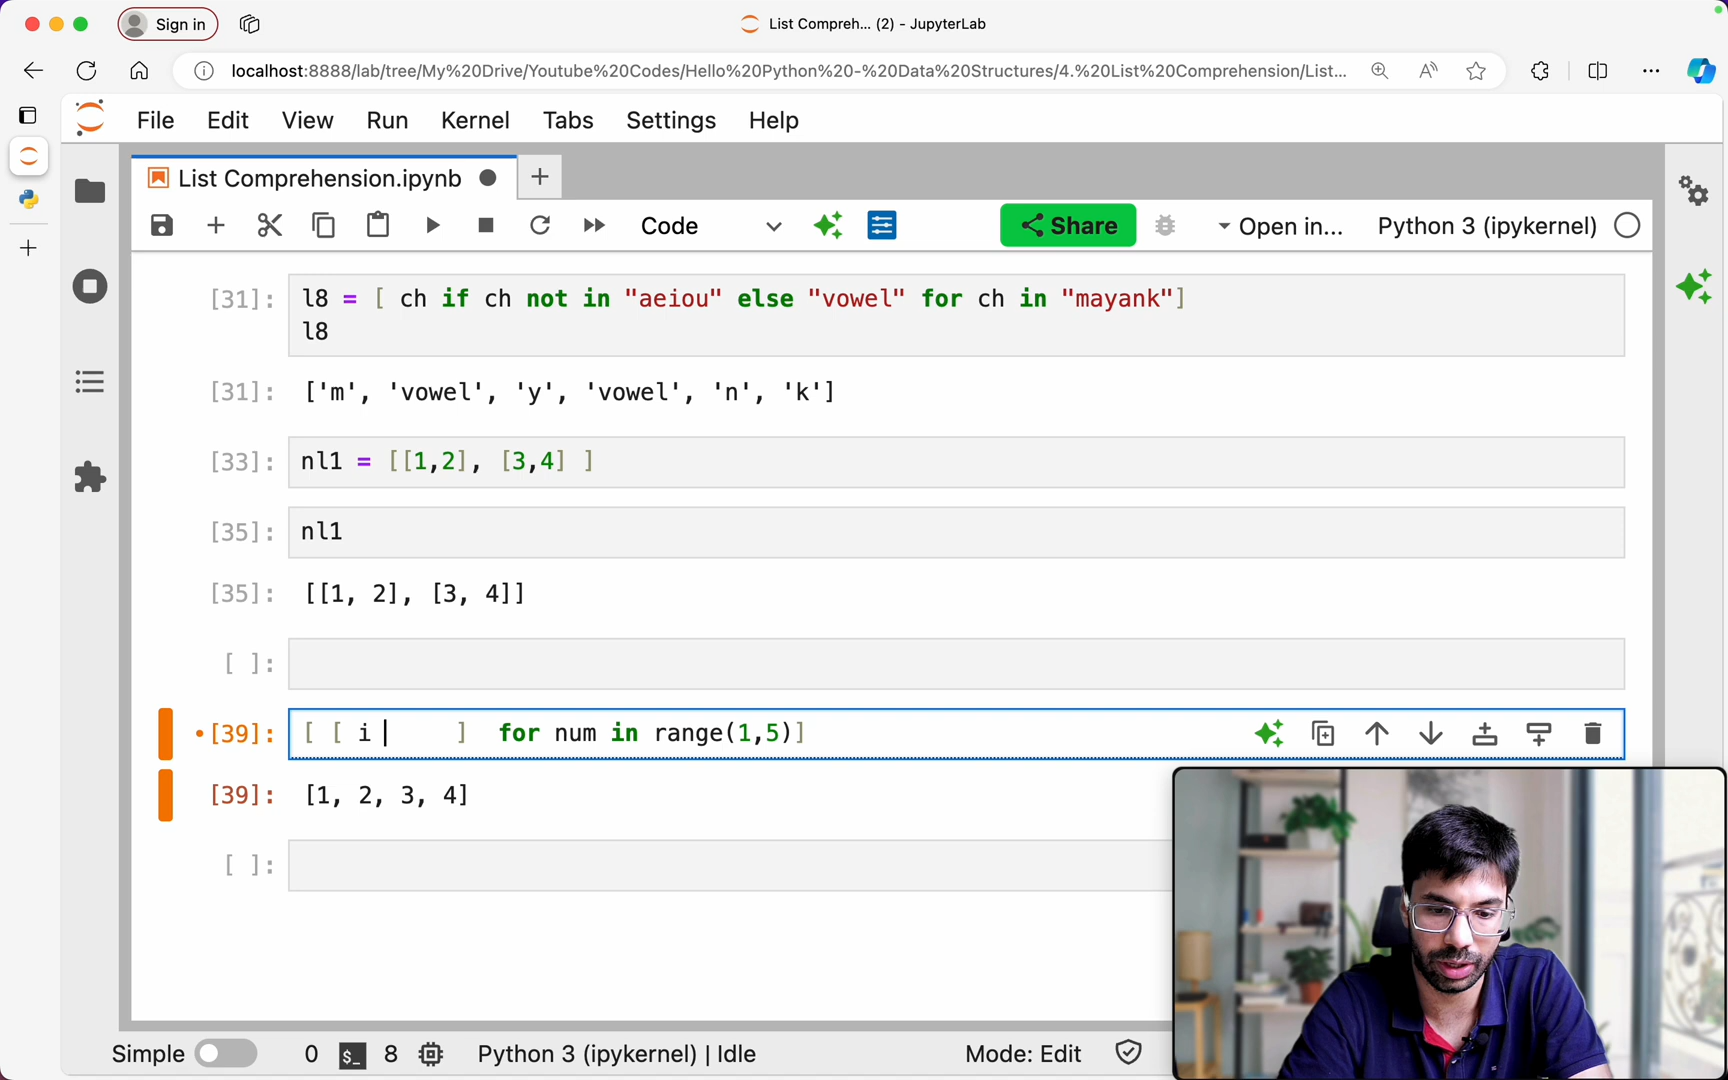 Sign in
List Compreh... (2) - JupyterLab
localhost:8888/lab/tree/My%20Drive/Youtube%20Codes/Hello%20Python%20-%20Data%20Structures/4.%20List%20Comprehension/List...
File Edit View Run Kernel Tabs Settings Help
List Comprehension.ipynb
Code
Share
Open in...
Python 3 (ipykernel)
[31]: l8 = [ ch if ch not in "aeiou" else "vowel" for ch in "mayank"]
l8
[31]: ['m', 'vowel', 'y', 'vowel', 'n', 'k']
[33]: nl1 = [[1,2], [3,4] ]
[35]: nl1
[35]: [[1, 2], [3, 4]]
[ ]:
[39]: [ [ i ] for num in range(1,5)]
[39]: [1, 2, 3, 4]
[ ]:
Simple 0 $_ 8 Python 3 (ipykernel) | Idle Mode: Edit